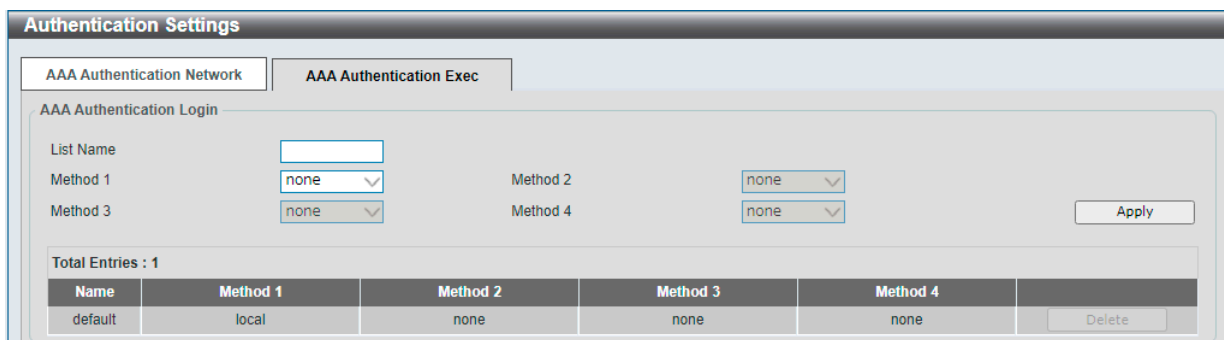 Authentication Settings
AAA Authentication Network AAA Authentication Exec
AAA Authentication Login
List Name
Method 1 none Method 2 none
Method 3 none Method 4 none Apply
Total Entries : 1
Name Method 1 Method 2 Method 3 Method 4
default local none none none Delete